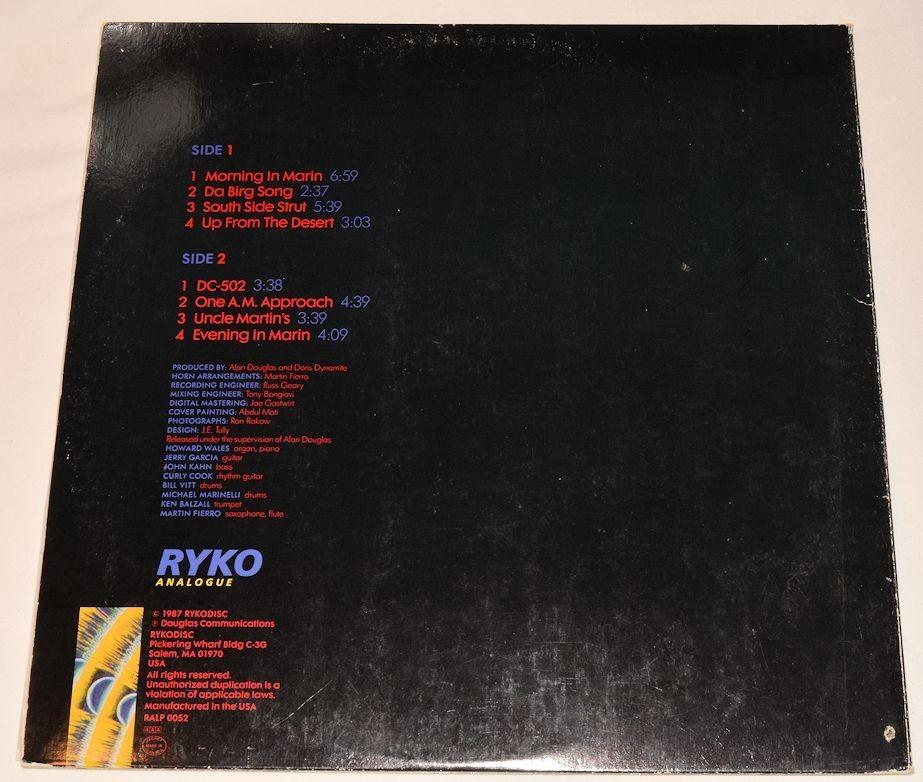 SIDE 1
1 Morning In Marin 6:59
2 Da Birg Song 2:37
3 South Side Strut 5:39
4 Up From The Desert 3:03
SIDE 2
1 DC-502 3:38
2 One A.M. Approach 4:39
3 Uncle Martin's 3:39
4 Evening In Marin 4:09
PRODUCED BY: Alan Douglas and Doris Dynamite
HORN ARRANGEMENTS: Martin Fierro
RECORDING ENGINEER: Russ Geary
MIXING ENGINEER: Tony Bongiovi
DIGITAL MASTERING: Joe Gastwirt
COVER PAINTING: Abdul Mati
PHOTOGRAPHS: Ron Rakow
DESIGN: J.E. Tully
Released under the supervision of Alan Douglas
HOWARD WALES organ, piano
JERRY GARCIA guitar
JOHN KAHN bass
CURLY COOK rhythm guitar
BILL VITT drums
MICHAEL MARINELLI drums
KEN BALZALL trumpet
MARTIN FIERRO saxophone, flute
RYKO
ANALOGUE
© 1987 RYKODISC
℗ Douglas Communications
RYKODISC
Pickering Wharf Bldg C-3G
Salem, MA 01970
USA
All rights reserved.
Unauthorized duplication is a
violation of applicable laws.
Manufactured in the USA
RALP 0052
AAA